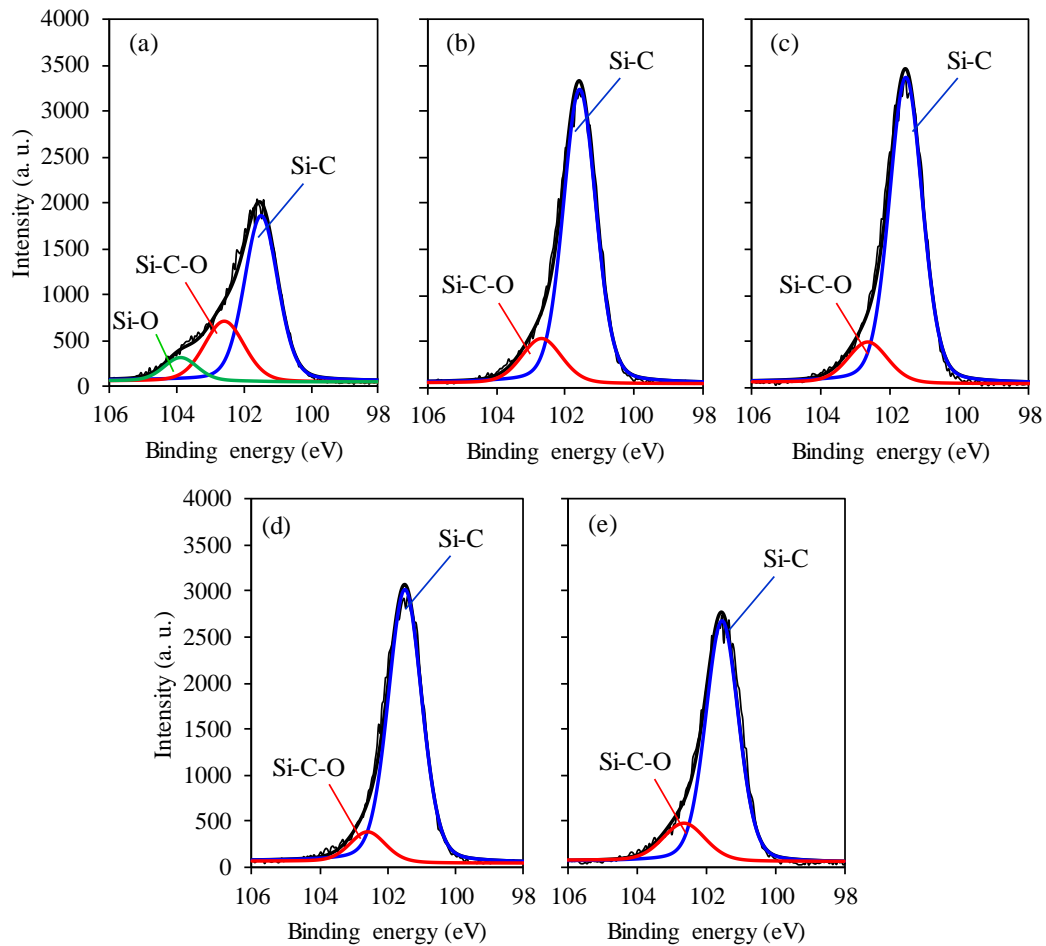 4000
3500
3000
2500
2000
1500
1000
500
0
Intensity (a. u.)
(a)
Si-C
Si-C-O
Si-O
106 104 102 100 98
Binding energy (eV)
(b)
Si-C
Si-C-O
106 104 102 100 98
Binding energy (eV)
(c)
Si-C
Si-C-O
106 104 102 100 98
Binding energy (eV)
4000
3500
3000
2500
2000
1500
1000
500
0
Intensity (a. u.)
(d)
Si-C
Si-C-O
106 104 102 100 98
Binding energy (eV)
(e)
Si-C
Si-C-O
106 104 102 100 98
Binding energy (eV)